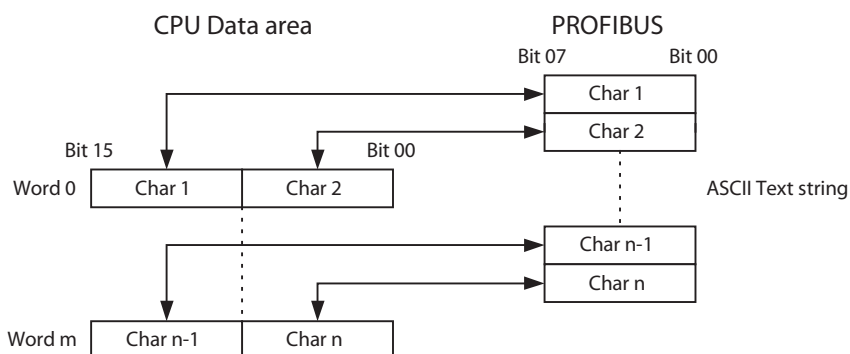 CPU Data area PROFIBUS
Bit 07 Bit 00
Char 1
Char 2
Bit 15 Bit 00
Word 0 Char 1 Char 2 ASCII Text string
Char n-1
Char n
Word m Char n-1 Char n